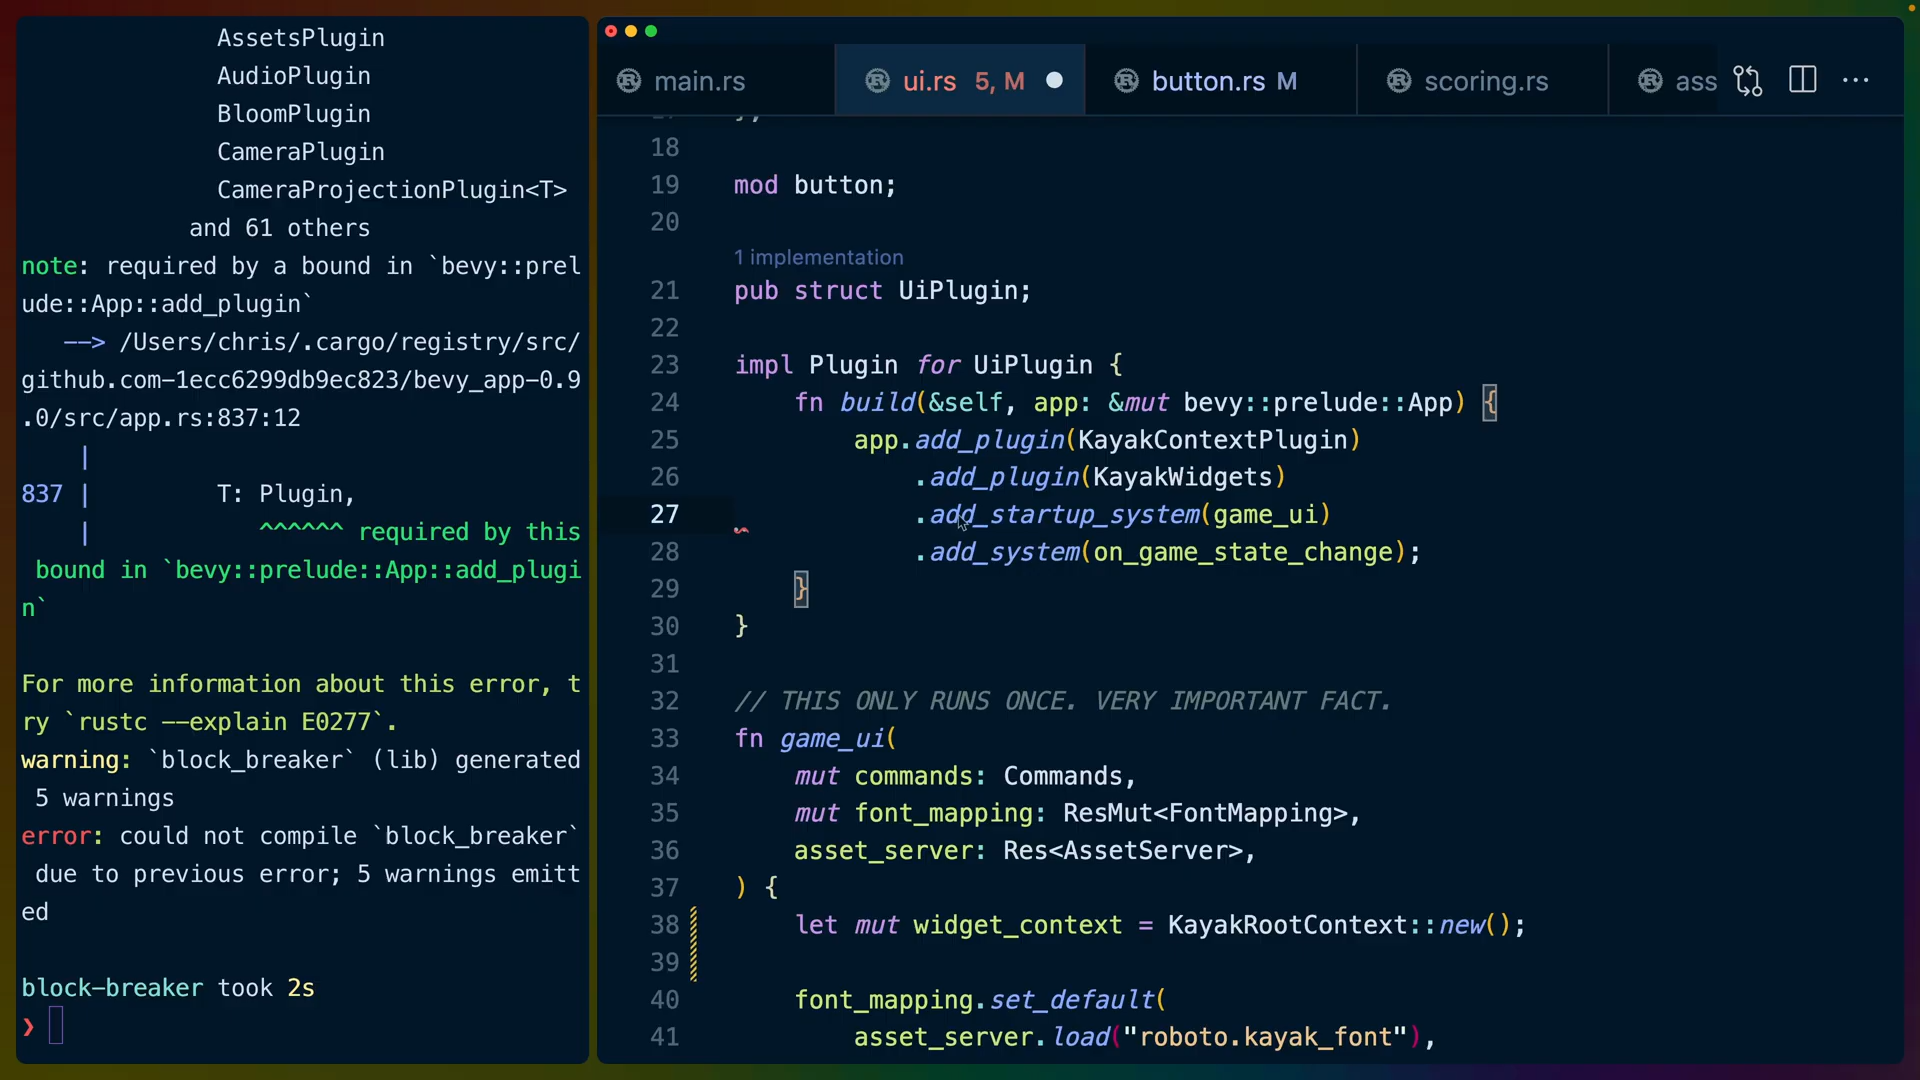 AssetsPlugin
AudioPlugin
BloomPlugin
CameraPlugin
CameraProjectionPlugin<T>
and 61 others
note: required by a bound in `bevy::prel
ude::App::add_plugin`
--> /Users/chris/.cargo/registry/src/
github.com-1ecc6299db9ec823/bevy_app-0.9
.0/src/app.rs:837:12
|
837 | T: Plugin,
| ^^^^^^ required by this
bound in `bevy::prelude::App::add_plugi
n`
For more information about this error, t
ry `rustc --explain E0277`.
warning: `block_breaker` (lib) generated
5 warnings
error: could not compile `block_breaker`
due to previous error; 5 warnings emitt
ed
block-breaker took 2s
❯
main.rs
ui.rs 5, M
button.rs M
scoring.rs
ass
18
19 mod button;
20
1 implementation
21 pub struct UiPlugin;
22
23 impl Plugin for UiPlugin {
24 fn build(&self, app: &mut bevy::prelude::App) {
25 app.add_plugin(KayakContextPlugin)
26 .add_plugin(KayakWidgets)
27 .add_startup_system(game_ui)
28 .add_system(on_game_state_change);
29 }
30 }
31
32 // THIS ONLY RUNS ONCE. VERY IMPORTANT FACT.
33 fn game_ui(
34 mut commands: Commands,
35 mut font_mapping: ResMut<FontMapping>,
36 asset_server: Res<AssetServer>,
37 ) {
38 let mut widget_context = KayakRootContext::new();
39
40 font_mapping.set_default(
41 asset_server.load("roboto.kayak_font"),